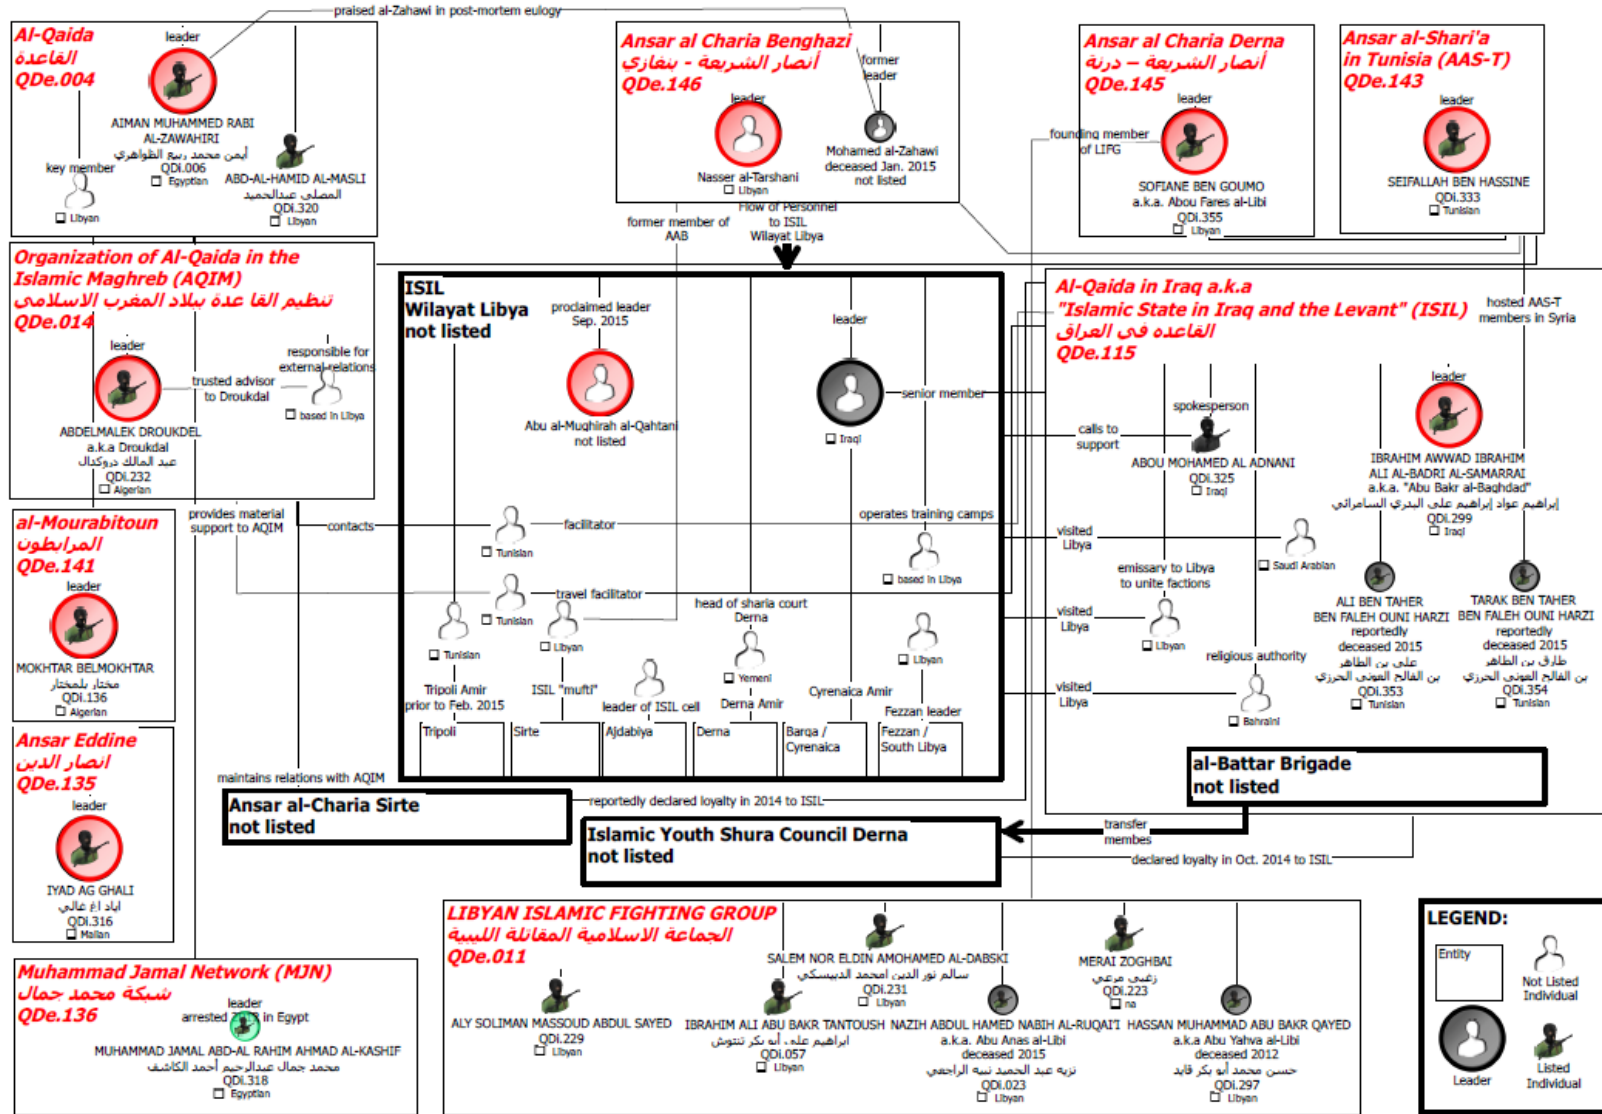 praised al-Zahawi in post-mortem eulogy
Al-Qaida
القاعدة
QDe.004
leader
AIMAN MUHAMMED RABI
AL-ZAWAHIRI
أيمن محمد ربيع الظواهري
QDi.006
Egyptian
key member
Libyan
ABD-AL-HAMID AL-MASLI
المصلي عبدالحميد
QDi.320
Libyan
Ansar al Charia Benghazi
أنصار الشريعة - بنغازي
QDe.146
leader
Nasser al-Tarshani
Libyan
former
leader
Mohamed al-Zahawi
deceased Jan. 2015
not listed
Ansar al Charia Derna
أنصار الشريعة – درنة
QDe.145
leader
founding member
of LIFG
SOFIANE BEN GOUMO
a.k.a. Abou Fares al-Libi
QDi.355
Libyan
Ansar al-Shari'a
in Tunisia (AAS-T)
QDe.143
leader
SEIFALLAH BEN HASSINE
QDi.333
Tunisian
former member of
AAB
Flow of Personnel
to ISIL
Wilayat Libya
Organization of Al-Qaida in the
Islamic Maghreb (AQIM)
تنظيم القا عدة ببلاد المغرب الاسلامي
QDe.014
leader
ABDELMALEK DROUKDEL
a.k.a Droukdal
عبد المالك دروكدال
QDi.232
Algerian
trusted advisor
to Droukdal
responsible for
external relations
based in Libya
ISIL
Wilayat Libya
not listed
proclaimed leader
Sep. 2015
Abu al-Mughirah al-Qahtani
not listed
leader
Iraqi
senior member
facilitator
Tunisian
travel facilitator
Tunisian
operates training camps
based in Libya
Tunisian
Tripoli Amir
prior to Feb. 2015
Libyan
ISIL "mufti"
leader of ISIL cell
head of sharia court
Derna
Yemeni
Derna Amir
Cyrenaica Amir
Libyan
Fezzan leader
Tripoli
Sirte
Ajdabiya
Derna
Barqa /
Cyrenaica
Fezzan /
South Libya
Al-Qaida in Iraq a.k.a
"Islamic State in Iraq and the Levant" (ISIL)
القاعده في العراق
QDe.115
hosted AAS-T
members in Syria
calls to
support
spokesperson
ABOU MOHAMED AL ADNANI
QDi.325
Iraqi
leader
IBRAHIM AWWAD IBRAHIM
ALI AL-BADRI AL-SAMARRAI
a.k.a. "Abu Bakr al-Baghdad"
إبراهيم عواد إبراهيم علي البدري السامرائي
QDi.299
Iraqi
visited
Libya
Saudi Arabian
emissary to Libya
to unite factions
visited
Libya
Libyan
religious authority
visited
Libya
Bahraini
ALI BEN TAHER
BEN FALEH OUNI HARZI
reportedly
deceased 2015
علي بن الطاهر
بن الفالح العوني الحرزي
QDi.353
Tunisian
TARAK BEN TAHER
BEN FALEH OUNI HARZI
reportedly
deceased 2015
طارق بن الطاهر
بن الفالح العوني الحرزي
QDi.354
Tunisian
al-Battar Brigade
not listed
provides material
support to AQIM
contacts
al-Mourabitoun
المرابطون
QDe.141
leader
MOKHTAR BELMOKHTAR
مختار بلمختار
QDi.136
Algerian
Ansar Eddine
انصار الدين
QDe.135
leader
IYAD AG GHALI
اياد اغ غالي
QDi.316
Malian
maintains relations with AQIM
Ansar al-Charia Sirte
not listed
reportedly declared loyalty in 2014 to ISIL
Islamic Youth Shura Council Derna
not listed
transfer
membes
declared loyalty in Oct. 2014 to ISIL
Muhammad Jamal Network (MJN)
شبكة محمد جمال
QDe.136
leader
arrested in Egypt
MUHAMMAD JAMAL ABD-AL RAHIM AHMAD AL-KASHIF
محمد جمال عبدالرحيم أحمد الكاشف
QDi.318
Egyptian
LIBYAN ISLAMIC FIGHTING GROUP
الجماعة الاسلامية المقاتلة الليبية
QDe.011
SALEM NOR ELDIN AMOHAMED AL-DABSKI
سالم نور الدين امحمد الدبيسكي
QDi.231
Libyan
MERAI ZOGHBAI
زغبي مرعي
QDi.223
na
ALY SOLIMAN MASSOUD ABDUL SAYED
QDi.229
Libyan
IBRAHIM ALI ABU BAKR TANTOUSH
ابراهيم علي أبو بكر تنتوش
QDi.057
Libyan
NAZIH ABDUL HAMED NABIH AL-RUQAI'I
a.k.a. Abu Anas al-Libi
deceased 2015
نزيه عبد الحميد نبيه الراجعي
QDi.023
Libyan
HASSAN MUHAMMAD ABU BAKR QAYED
a.k.a Abu Yahya al-Libi
deceased 2012
حسن محمد أبو بكر قايد
QDi.297
Libyan
LEGEND:
Entity
Not Listed
Individual
Leader
Listed
Individual